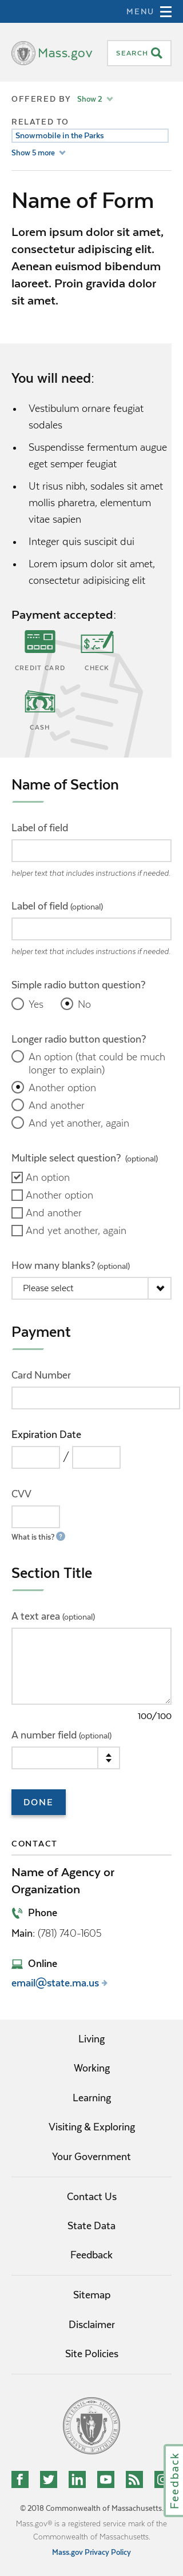 MENU
Mass.gov
SEARCH
OFFERED BY Show 2
RELATED TO
Snowmobile in the Parks
Show 5 more
Name of Form
Lorem ipsum dolor sit amet,
consectetur adipiscing elit.
Aenean euismod bibendum
laoreet. Proin gravida dolor
sit amet.
You will need:
• Vestibulum ornare feugiat
sodales
• Suspendisse fermentum augue
eget semper feugiat
• Ut risus nibh, sodales sit amet
mollis pharetra, elementum
vitae sapien
• Integer quis suscipit dui
• Lorem ipsum dolor sit amet,
consectetur adipisicing elit
Payment accepted:
CREDIT CARD CHECK
CASH
Name of Section
Label of field
helper text that includes instructions if needed.
Label of field (optional)
helper text that includes instructions if needed.
Simple radio button question?
Yes No
Longer radio button question?
An option (that could be much
longer to explain)
Another option
And another
And yet another, again
Multiple select question? (optional)
An option
Another option
And another
And yet another, again
How many blanks? (optional)
Please select
Payment
Card Number
Expiration Date
/
CVV
What is this? ?
Section Title
A text area (optional)
100/100
A number field (optional)
DONE
CONTACT
Name of Agency or
Organization
Phone
Main: (781) 740-1605
Online
email@state.ma.us
Living
Working
Learning
Visiting & Exploring
Your Government
Contact Us
State Data
Feedback
Sitemap
Disclaimer
Site Policies
Feedback
© 2018 Commonwealth of Massachusetts.
Mass.gov® is a registered service mark of the
Commonwealth of Massachusetts.
Mass.gov Privacy Policy